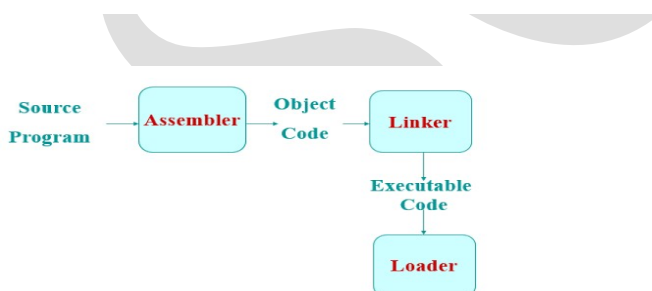 Source
Program
Assembler
Object
Code
Linker
Executable
Code
Loader